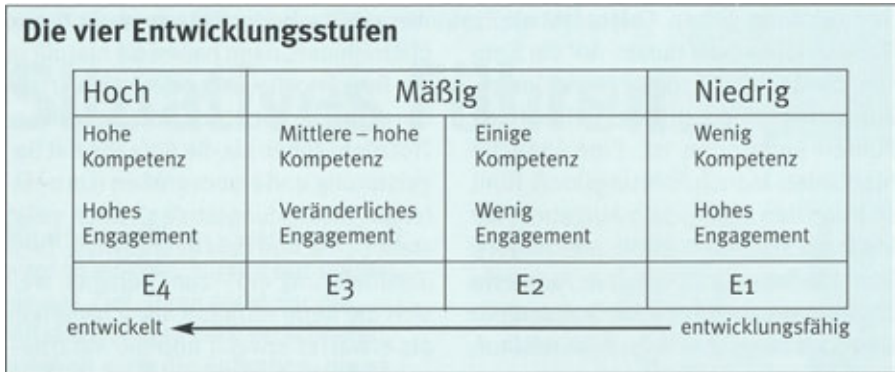 Die vier Entwicklungsstufen
Hoch Mäßig Niedrig
Hohe Mittlere – hohe Einige Wenig
Kompetenz Kompetenz Kompetenz Kompetenz
Hohes Veränderliches Wenig Hohes
Engagement Engagement Engagement Engagement
E4 E3 E2 E1
entwickelt entwicklungsfähig